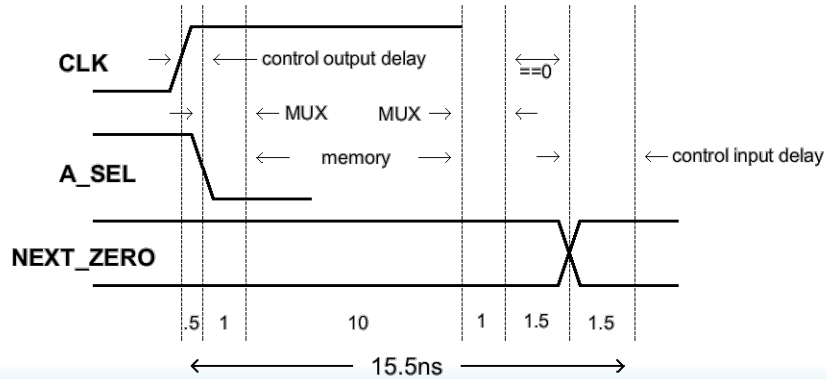 CLK
control output delay
==0
MUX
MUX
A_SEL
memory
control input delay
NEXT_ZERO
.5
1
10
1
1.5
1.5
15.5ns